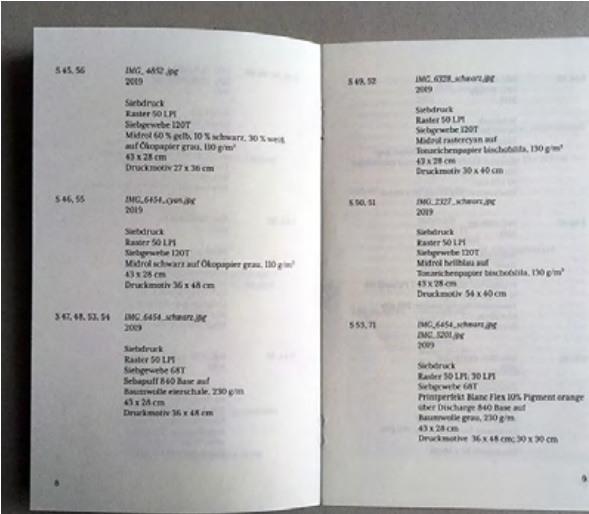 S 45, 56
IMG_ 4852.jpg
2019
Siebdruck
Raster 50 LPI
Siebgewebe 120T
Midrol 60 % gelb, 10 % schwarz, 30 % weiß
auf Ökopapier grau, 110 g/m²
43 x 28 cm
Druckmotiv 27 x 36 cm
S 46, 55
IMG_6454_cyan.jpg
2019
Siebdruck
Raster 50 LPI
Siebgewebe 120T
Midrol schwarz auf Ökopapier grau, 110 g/m²
43 x 28 cm
Druckmotiv 36 x 48 cm
S 47, 48, 53, 54
IMG_6454_schwarz.jpg
2019
Siebdruck
Raster 50 LPI
Siebgewebe 68T
Sebapuff 840 Base auf
Baumwolle eierschale, 230 g/m
43 x 28 cm
Druckmotiv 36 x 48 cm
8
S 49, 52
IMG_6328_schwarz.jpg
2019
Siebdruck
Raster 50 LPI
Siebgewebe 120T
Midrol rastercyan auf
Tonzeichenpapier bischofslila, 130 g/m²
43 x 28 cm
Druckmotiv 30 x 40 cm
S 50, 51
IMG_2327_schwarz.jpg
2019
Siebdruck
Raster 50 LPI
Siebgewebe 120T
Midrol hellblau auf
Tonzeichenpapier bischofslila, 130 g/m²
43 x 28 cm
Druckmotiv 54 x 40 cm
S 53, 71
IMG_6454_schwarz.jpg
IMG_5201.jpg
2019
Siebdruck
Raster 50 LPI; 30 LPI
Siebgewebe 68T
Printperfekt Blanc Flex 10% Pigment orange
über Discharge 840 Base auf
Baumwolle grau, 230 g/m
43 x 28 cm
Druckmotive 36 x 48 cm; 30 x 30 cm
9